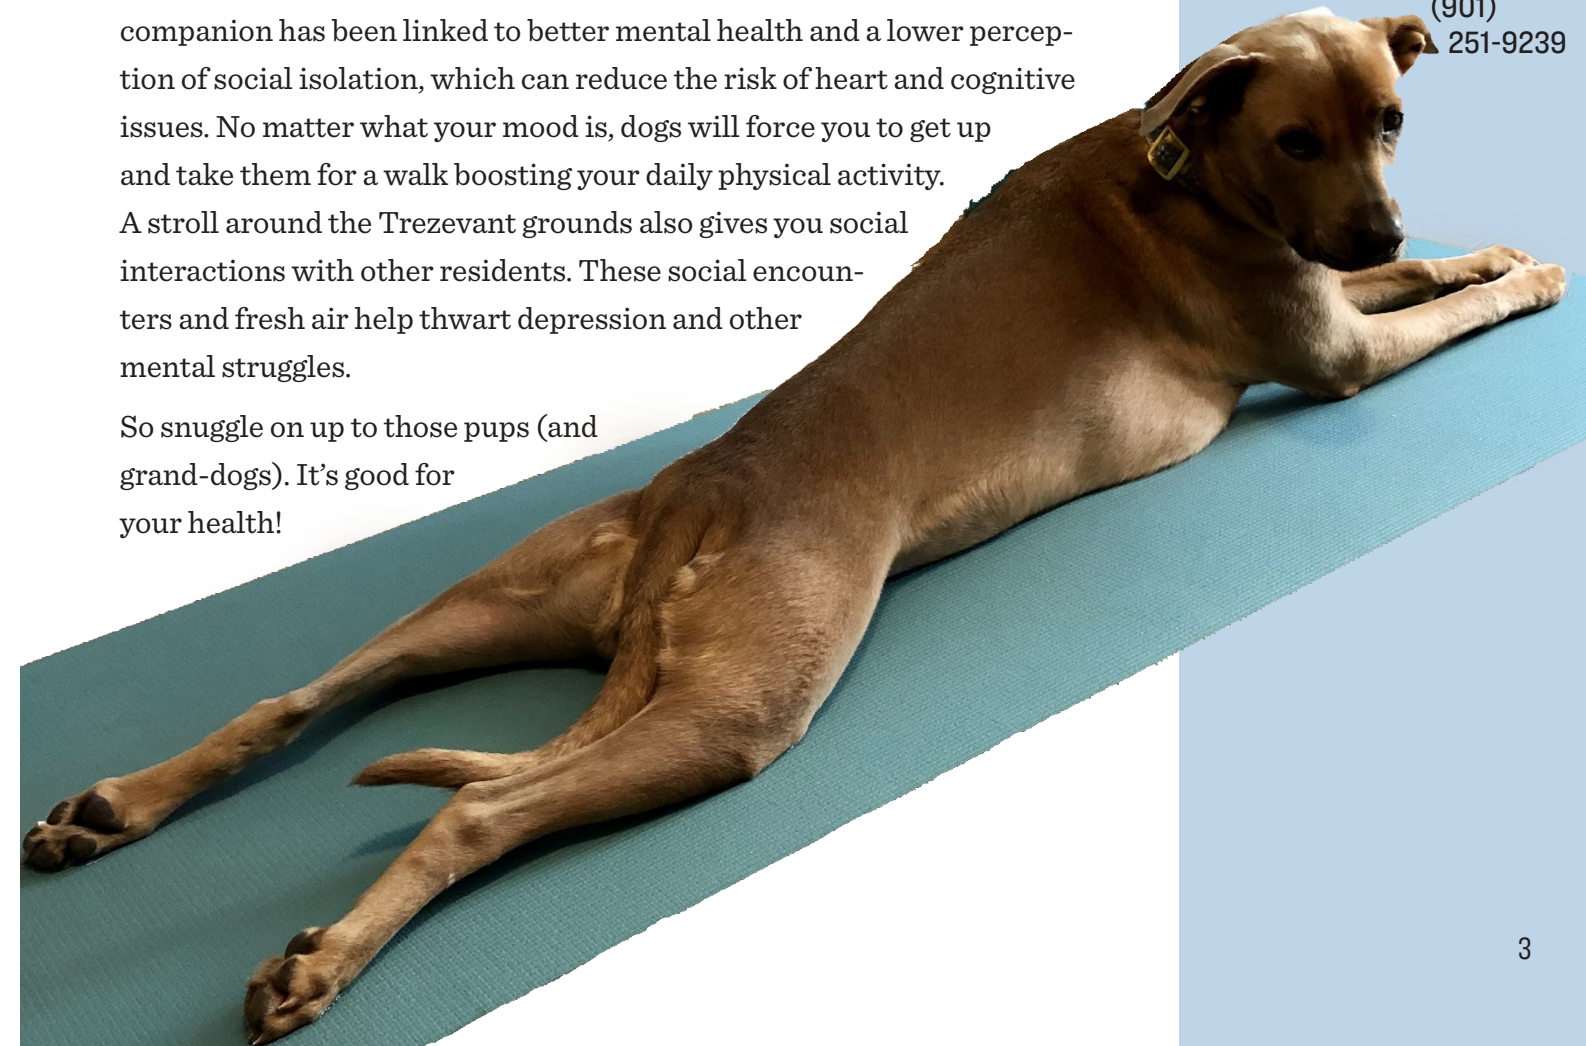 companion has been linked to better mental health and a lower percep-
tion of social isolation, which can reduce the risk of heart and cognitive
issues. No matter what your mood is, dogs will force you to get up
and take them for a walk boosting your daily physical activity.
A stroll around the Trezevant grounds also gives you social
interactions with other residents. These social encoun-
ters and fresh air help thwart depression and other
mental struggles.
So snuggle on up to those pups (and
grand-dogs). It’s good for
your health!
(901)
251-9239
3